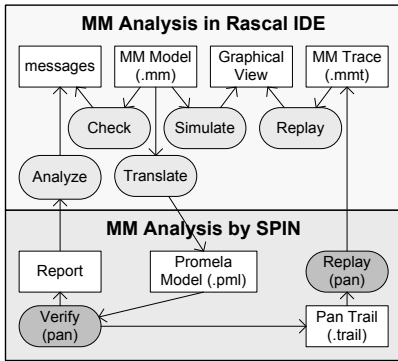 MM Analysis in Rascal IDE
messages
MM Model
(.mm)
Graphical
View
MM Trace
(.mmt)
Check
Simulate
Replay
Analyze
Translate
MM Analysis by SPIN
Report
Promela
Model (.pml)
Replay
(pan)
Verify
(pan)
Pan Trail
(.trail)